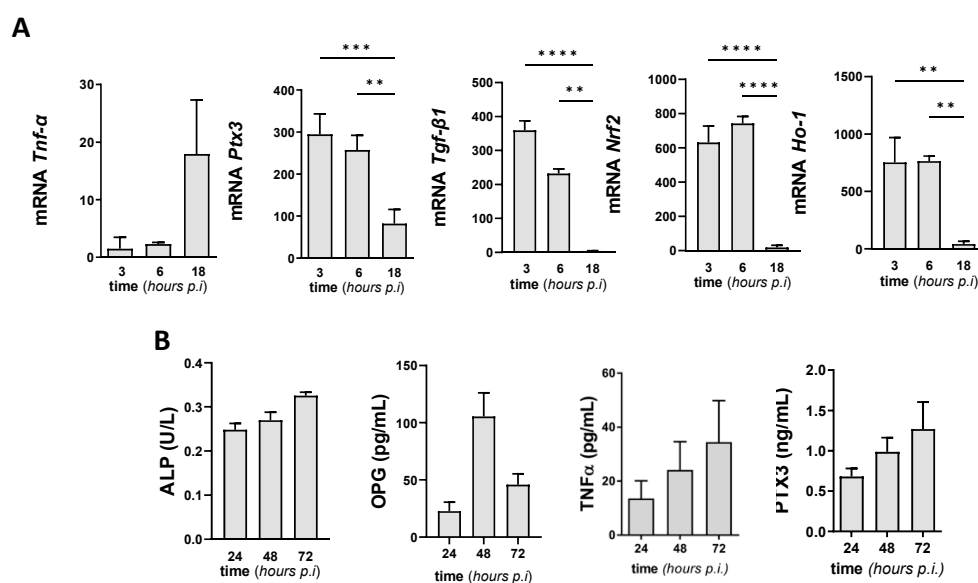 A
mRNA Tnf-α
30
20
10
0
3 6 18
time (hours p.i)
mRNA Ptx3
*** 
**
400
300
200
100
0
3 6 18
time (hours p.i)
mRNA Tgf-β1
****
**
600
400
300
200
100
0
3 6 18
time (hours p.i)
mRNA Nrf2
****
****
1000
800
600
400
200
0
3 6 18
time (hours p.i)
mRNA Ho-1
**
**
1500
1000
500
0
3 6 18
time (hours p.i)
B
ALP (U/L)
0.4
0.3
0.2
0.1
0.0
24 48 72
time (hours p.i)
OPG (pg/mL)
150
100
50
0
24 48 72
time (hours p.i)
TNFα (pg/mL)
60
40
20
0
24 48 72
time (hours p.i.)
PTX3 (ng/mL)
2.0
1.5
1.0
0.5
0.0
24 48 72
time (hours p.i.)